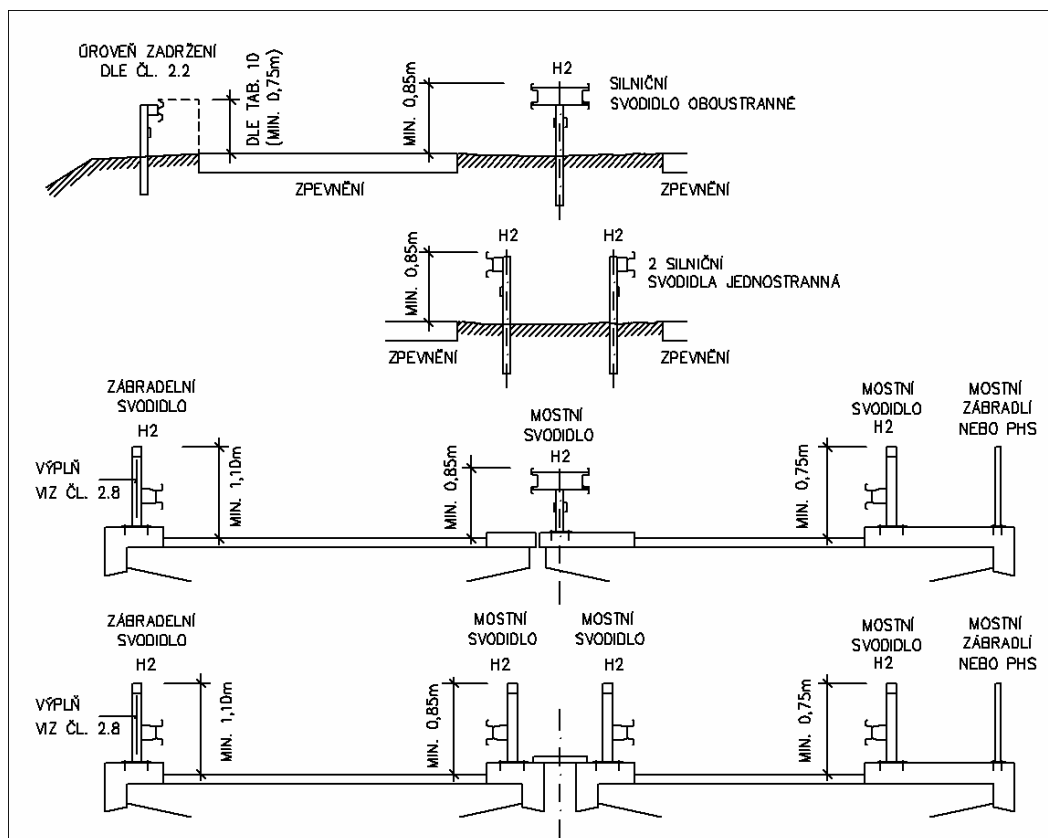 ÚROVEŇ ZADRŽENÍ
DLE ČL. 2.2
DLE TAB. 10
(MIN. 0,75m)
MIN. 0,85m
H2
SILNIČNÍ
SVODIDLO OBOUSTRANNÉ
ZPEVNĚNÍ
ZPEVNĚNÍ
MIN. 0,85m
H2
H2
2 SILNIČNÍ
SVODIDLA JEDNOSTRANNÁ
ZPEVNĚNÍ
ZPEVNĚNÍ
ZÁBRADELNÍ
SVODIDLO
H2
VÝPLŇ
VIZ ČL. 2.8
MIN. 1,10m
MIN. 0,85m
MOSTNÍ
SVODIDLO
H2
MIN. 0,75m
MOSTNÍ
SVODIDLO
H2
MOSTNÍ
ZÁBRADLÍ
NEBO PHS
ZÁBRADELNÍ
SVODIDLO
H2
VÝPLŇ
VIZ ČL. 2.8
MIN. 1,10m
MIN. 0,85m
MOSTNÍ
SVODIDLO
H2
MOSTNÍ
SVODIDLO
H2
MIN. 0,75m
MOSTNÍ
SVODIDLO
H2
MOSTNÍ
ZÁBRADLÍ
NEBO PHS